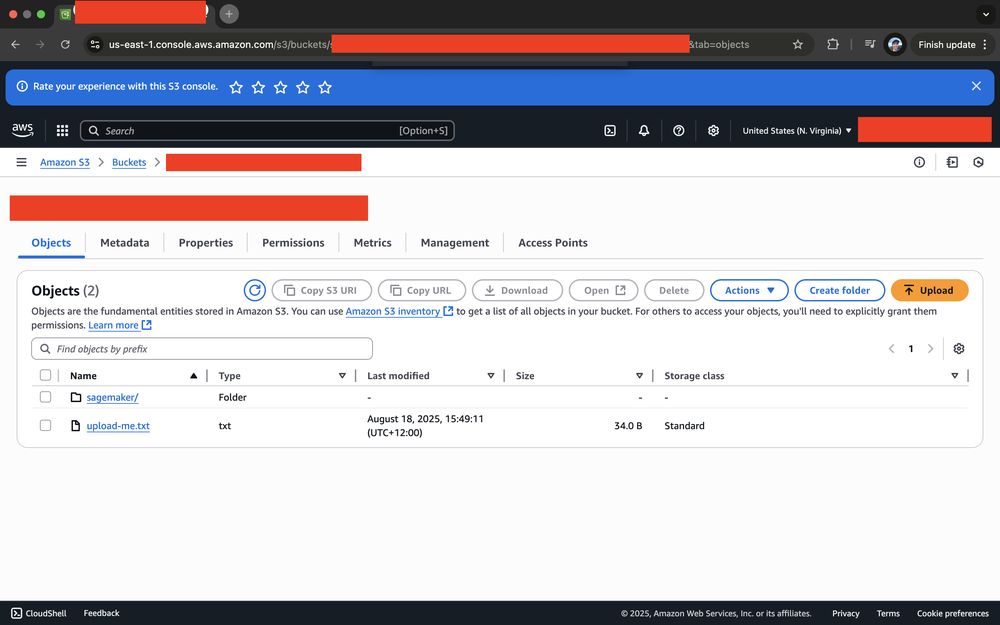 us-east-1.console.aws.amazon.com/s3/buckets/
&tab=objects
Finish update
Rate your experience with this S3 console.
aws
Search
[Option+S]
United States (N. Virginia)
Amazon S3
Buckets
Objects
Metadata
Properties
Permissions
Metrics
Management
Access Points
Objects (2)
Copy S3 URI
Copy URL
Download
Open
Delete
Actions
Create folder
Upload
Objects are the fundamental entities stored in Amazon S3. You can use Amazon S3 inventory to get a list of all objects in your bucket. For others to access your objects, you'll need to explicitly grant them
permissions. Learn more
Find objects by prefix
1
Name
Type
Last modified
Size
Storage class
sagemaker/
Folder
-
-
-
upload-me.txt
txt
August 18, 2025, 15:49:11
(UTC+12:00)
34.0 B
Standard
CloudShell
Feedback
© 2025, Amazon Web Services, Inc. or its affiliates.
Privacy
Terms
Cookie preferences